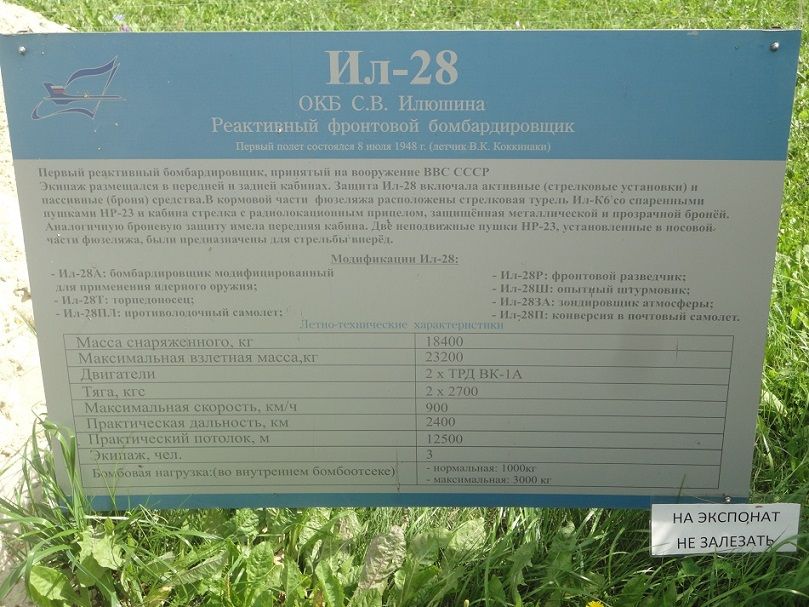 Ил-28
ОКБ С.В. Илюшина
Реактивный фронтовой бомбардировщик
Первый полет состоялся 8 июля 1948 г. (летчик В.К. Коккинаки)
Первый реактивный бомбардировщик, принятый на вооружение ВВС СССР
Экипаж размещался в передней и задней кабинах. Защита Ил-28 включала активные (стрелковые установки) и
пассивные (броня) средства.В кормовой части фюзеляжа расположены стрелковая турель Ил-К6 со спаренными
пушками НР-23 и кабина стрелка с радиолокационным прицелом, защищённая металлической и прозрачной бронёй.
Аналогичную броневую защиту имела передняя кабина. Две неподвижные пушки НР-23, установленные в носовой
части фюзеляжа, были предназначены для стрельбы вперёд.
Модификации Ил-28:
- Ил-28А: бомбардировщик модифицированный
для применения ядерного оружия;
- Ил-28Т: торпедоносец;
- Ил-28ПЛ: противолодочный самолет;
- Ил-28Р: фронтовой разведчик;
- Ил-28Ш: опытный штурмовик;
- Ил-28ЗА: зондировщик атмосферы;
- Ил-28П: конверсия в почтовый самолет.
Летно-технические характеристики
Масса снаряженного, кг 18400
Максимальная взлетная масса,кг 23200
Двигатели 2 х ТРД ВК-1А
Тяга, кгс 2 х 2700
Максимальная скорость, км/ч 900
Практическая дальность, км 2400
Практический потолок, м 12500
Экипаж, чел. 3
Бомбовая нагрузка:(во внутреннем бомбоотсеке) - нормальная: 1000кг
- максимальная: 3000 кг
НА ЭКСПОНАТ
НЕ ЗАЛЕЗАТЬ